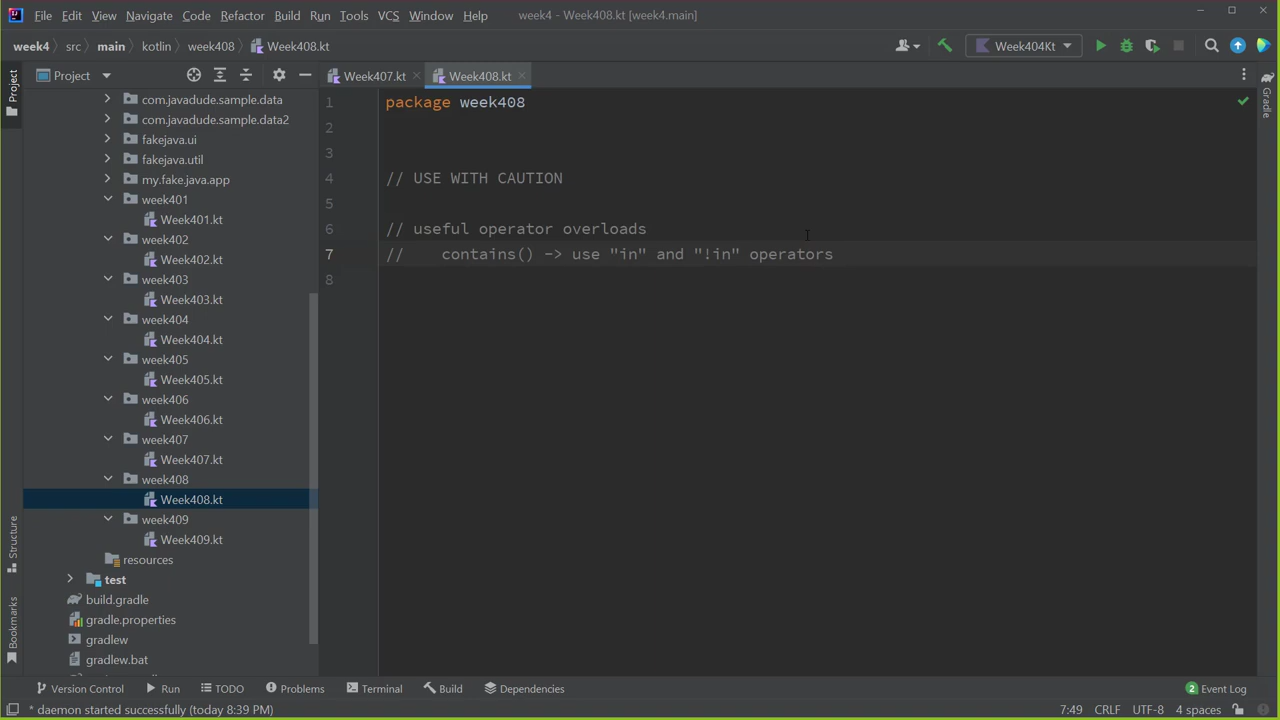 File Edit View Navigate Code Refactor Build Run Tools VCS Window Help week4 - Week408.kt [week4.main]
week4 src main kotlin week408 Week408.kt Week404Kt
Project Week407.kt Week408.kt
Project
com.javadude.sample.data
com.javadude.sample.data2
fakejava.ui
fakejava.util
my.fake.java.app
week401
Week401.kt
week402
Week402.kt
week403
Week403.kt
week404
Week404.kt
week405
Week405.kt
week406
Week406.kt
week407
Week407.kt
week408
Week408.kt
week409
Week409.kt
resources
test
build.gradle
gradle.properties
gradlew
gradlew.bat
Structure
Bookmarks
1 package week408
2
3
4 // USE WITH CAUTION
5
6 // useful operator overloads
7 //    contains() -> use "in" and "!in" operators
8
Gradle
Version Control Run TODO Problems Terminal Build Dependencies 2 Event Log
* daemon started successfully (today 8:39 PM) 7:49 CRLF UTF-8 4 spaces